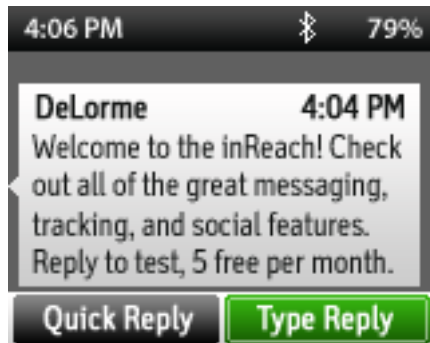 4:06 PM 79%
DeLorme 4:04 PM
Welcome to the inReach! Check
out all of the great messaging,
tracking, and social features.
Reply to test, 5 free per month.
Quick Reply Type Reply